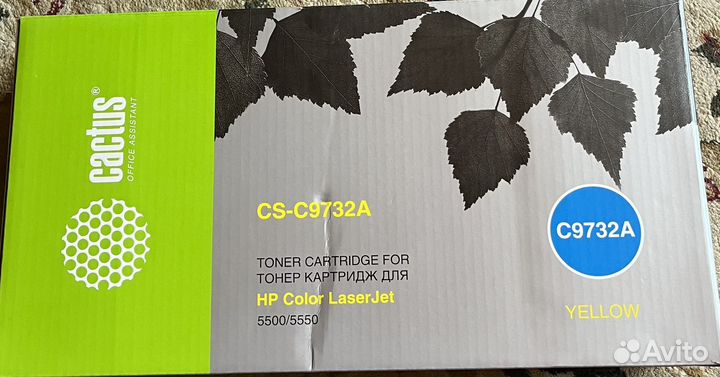 cactus®
OFFICE ASSISTANT
CS-C9732A
TONER CARTRIDGE FOR
ТОНЕР КАРТРИДЖ ДЛЯ
HP Color LaserJet
5500/5550
C9732A
YELLOW
Avito